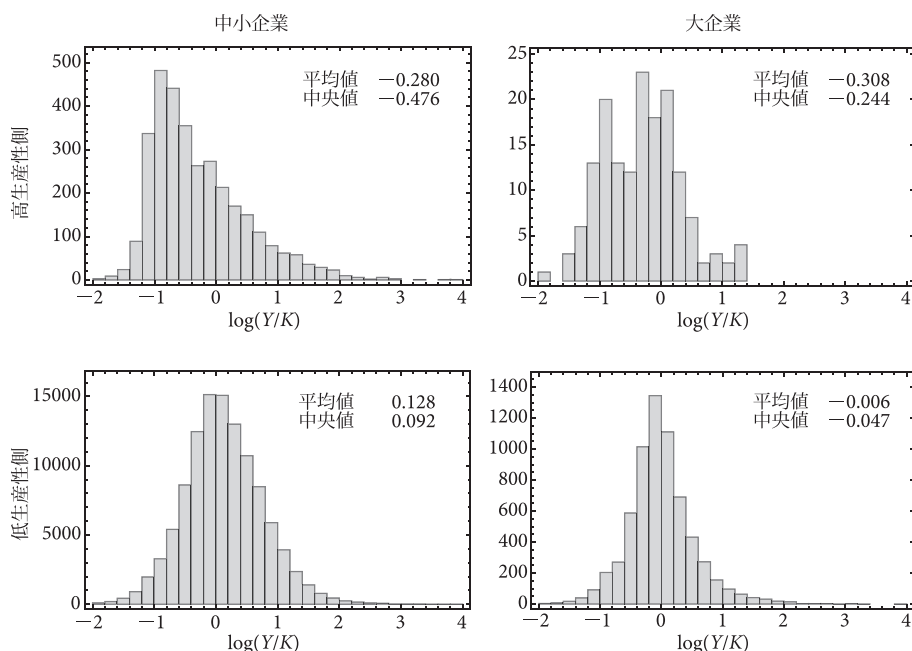 中小企業
大企業
高生産性側
500
400
300
200
100
0
平均値 −0.280
中央値 −0.476
−2 −1 0 1 2 3 4
log(Y/K)
25
20
15
10
5
0
平均値 −0.308
中央値 −0.244
−2 −1 0 1 2 3 4
log(Y/K)
低生産性側
15000
10000
5000
0
平均値 0.128
中央値 0.092
−2 −1 0 1 2 3 4
log(Y/K)
1400
1200
1000
800
600
400
200
0
平均値 −0.006
中央値 −0.047
−2 −1 0 1 2 3 4
log(Y/K)